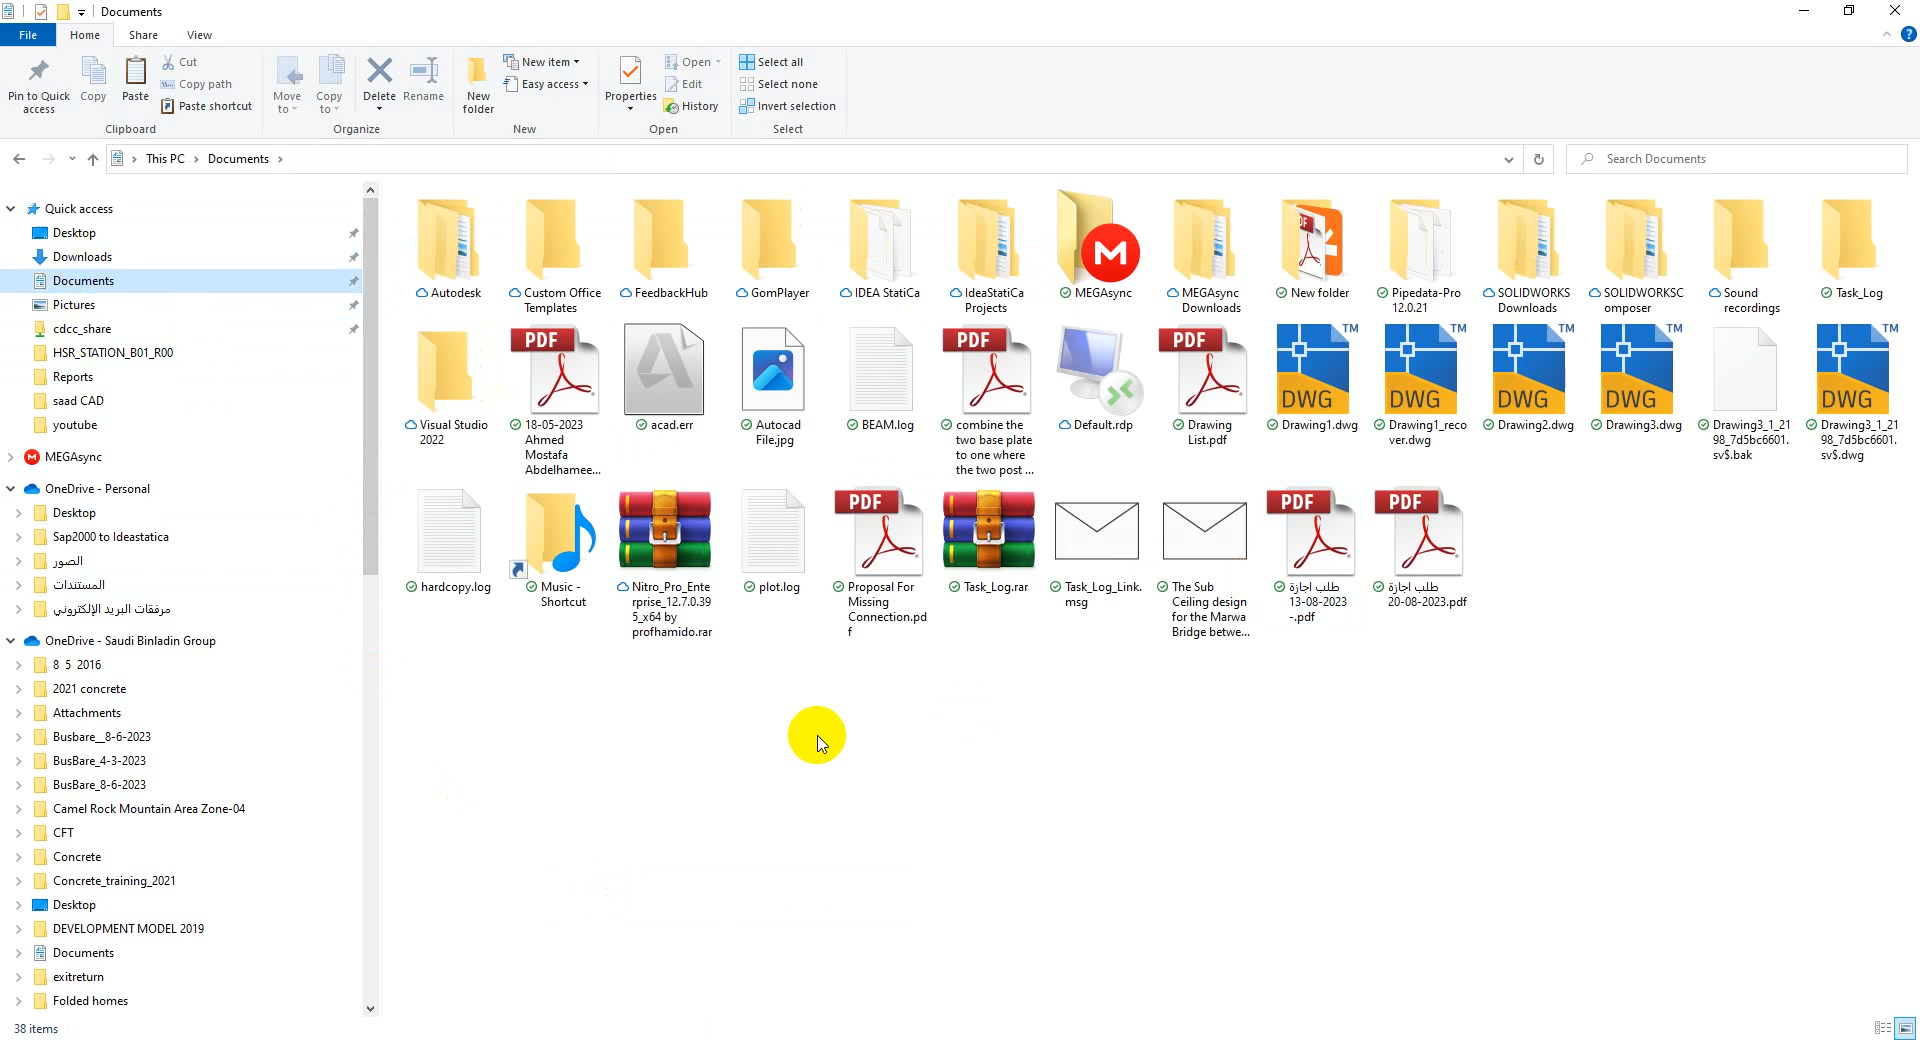 Documents
File
Home
Share
View
Pin to Quick
access
Copy
Paste
Cut
Copy path
Paste shortcut
Clipboard
Move
to
Copy
to
Delete
Rename
Organize
New
folder
New item
Easy access
New
Properties
Open
Edit
History
Open
Select all
Select none
Invert selection
Select
This PC
Documents
Search Documents
Quick access
Desktop
Downloads
Documents
Pictures
cdcc_share
HSR_STATION_B01_R00
Reports
saad CAD
youtube
MEGAsync
OneDrive - Personal
Desktop
Sap2000 to Ideastatica
الصور
المستندات
مرفقات البريد الإلكتروني
OneDrive - Saudi Binladin Group
8 5 2016
2021 concrete
Attachments
Busbare__8-6-2023
BusBare_4-3-2023
BusBare_8-6-2023
Camel Rock Mountain Area Zone-04
CFT
Concrete
Concrete_training_2021
Desktop
DEVELOPMENT MODEL 2019
Documents
exitreturn
Folded homes
38 items
Autodesk
Custom Office
Templates
FeedbackHub
GomPlayer
IDEA StatiCa
IdeaStatiCa
Projects
MEGAsync
MEGAsync
Downloads
New folder
Pipedata-Pro
12.0.21
SOLIDWORKS
Downloads
SOLIDWORKSC
omposer
Sound
recordings
Task_Log
Visual Studio
2022
PDF
18-05-2023
Ahmed
Mostafa
Abdelhamee...
acad.err
Autocad
File.jpg
BEAM.log
PDF
combine the
two base plate
to one where
the two post ...
Default.rdp
PDF
Drawing
List.pdf
TM
DWG
Drawing1.dwg
TM
DWG
Drawing1_reco
ver.dwg
TM
DWG
Drawing2.dwg
TM
DWG
Drawing3.dwg
Drawing3_1_21
98_7d5bc6601.
sv$.bak
TM
DWG
Drawing3_1_21
98_7d5bc6601.
sv$.dwg
hardcopy.log
Music -
Shortcut
Nitro_Pro_Ente
rprise_12.7.0.39
5_x64 by
profhamido.rar
plot.log
PDF
Proposal For
Missing
Connection.pd
f
Task_Log.rar
Task_Log_Link.
msg
The Sub
Ceiling design
for the Marwa
Bridge betwe...
PDF
طلب اجازة
13-08-2023
-.pdf
PDF
طلب اجازة
20-08-2023.pdf